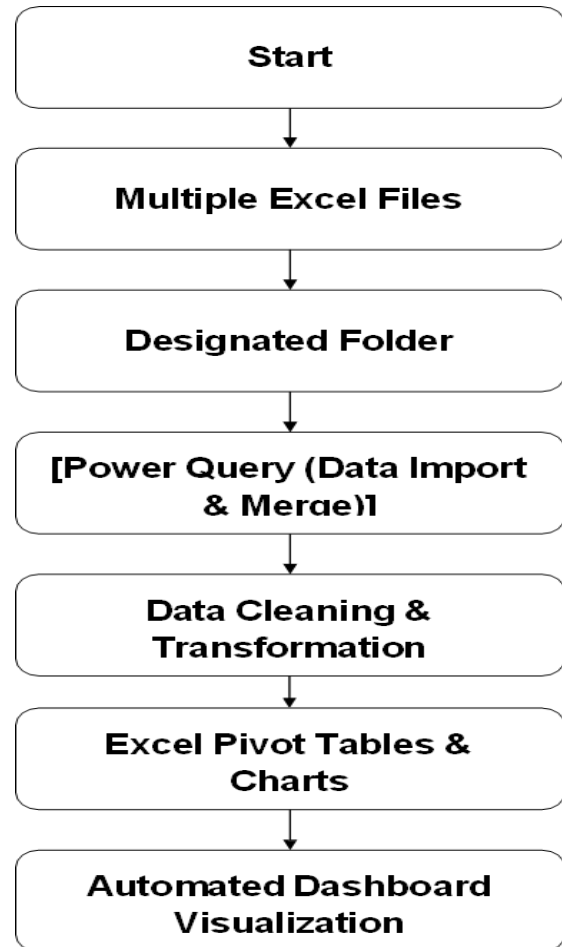 Start
Multiple Excel Files
Designated Folder
[Power Query (Data Import
& Merge)]
Data Cleaning &
Transformation
Excel Pivot Tables &
Charts
Automated Dashboard
Visualization